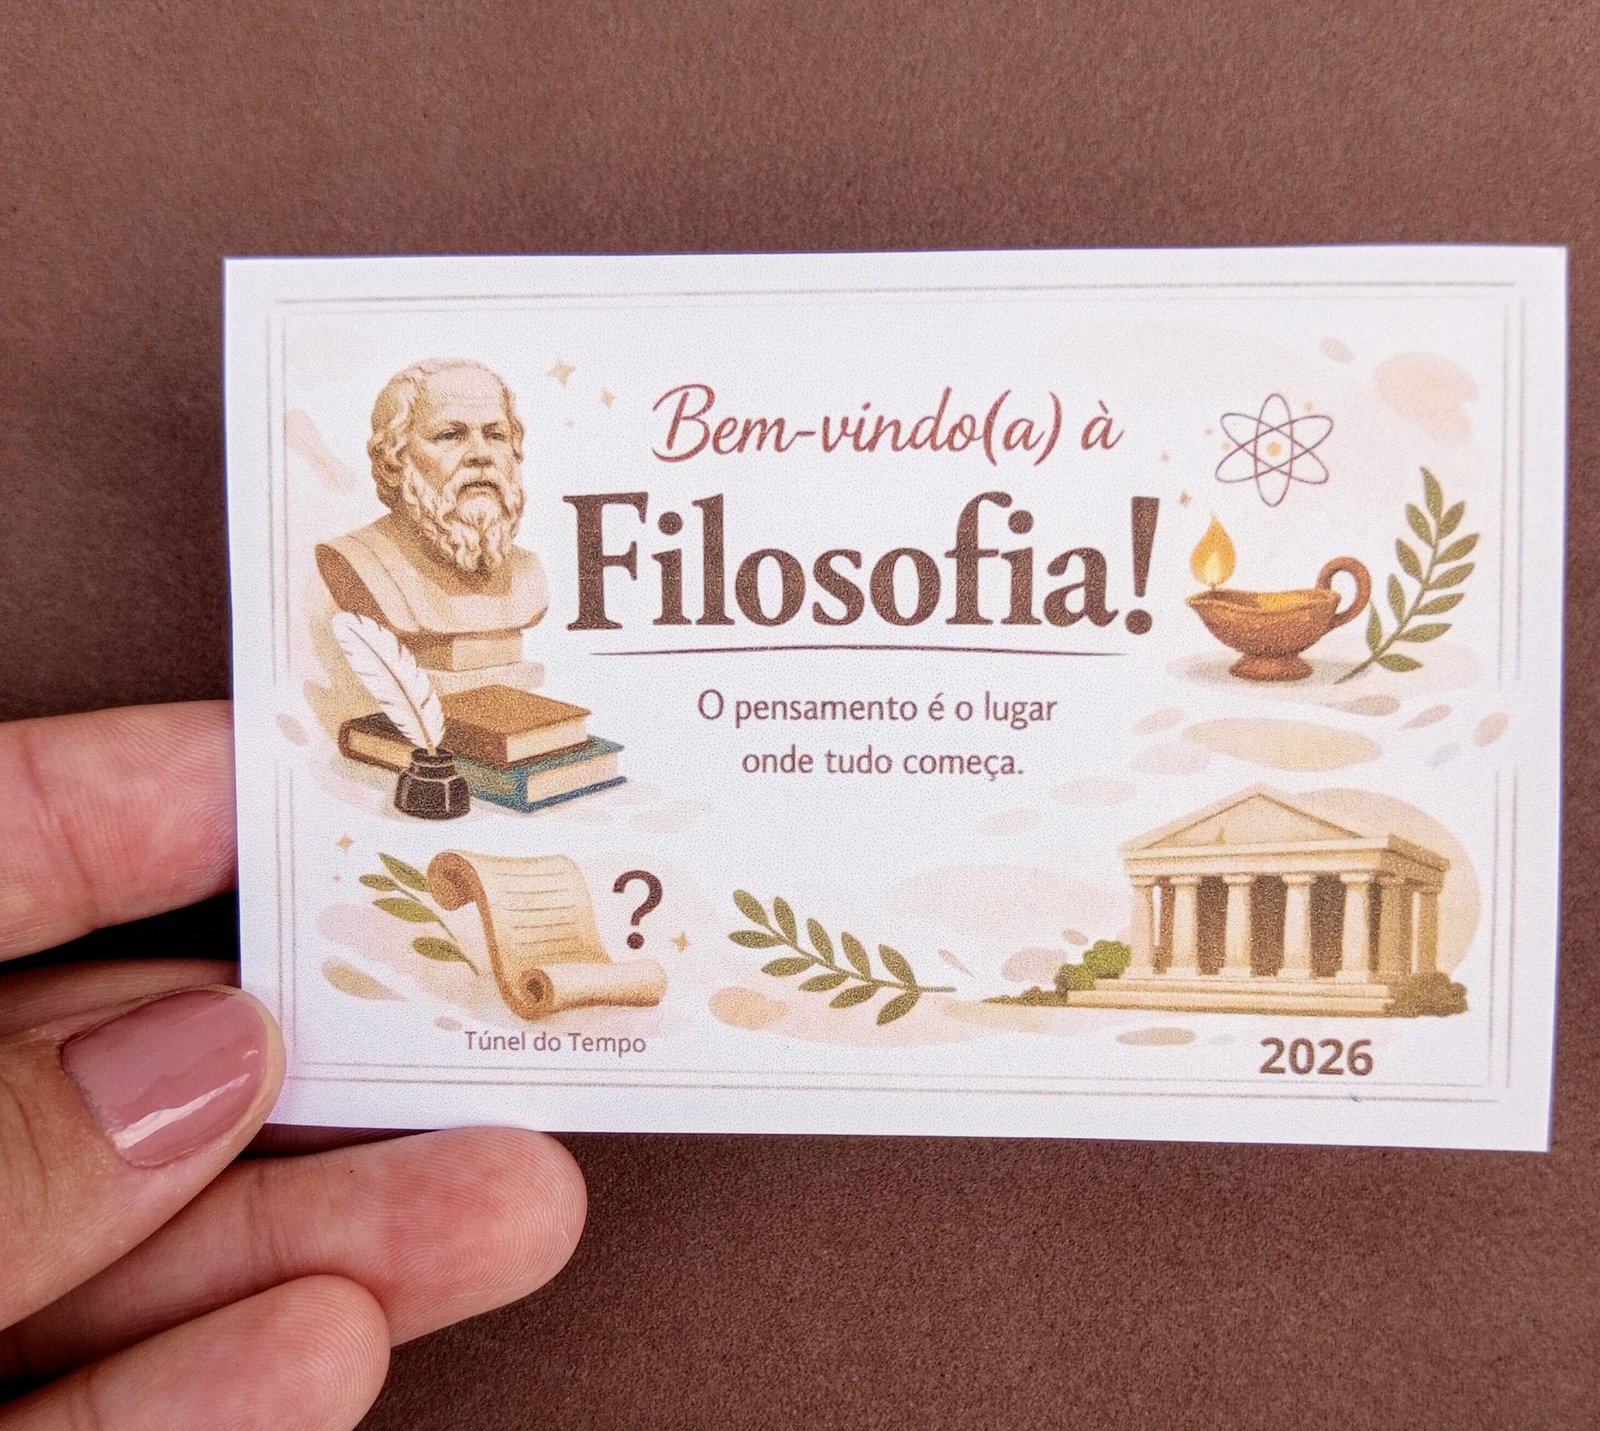 Bem-vindo(a) à
Filosofia!
O pensamento é o lugar
onde tudo começa.
?
Túnel do Tempo
2026